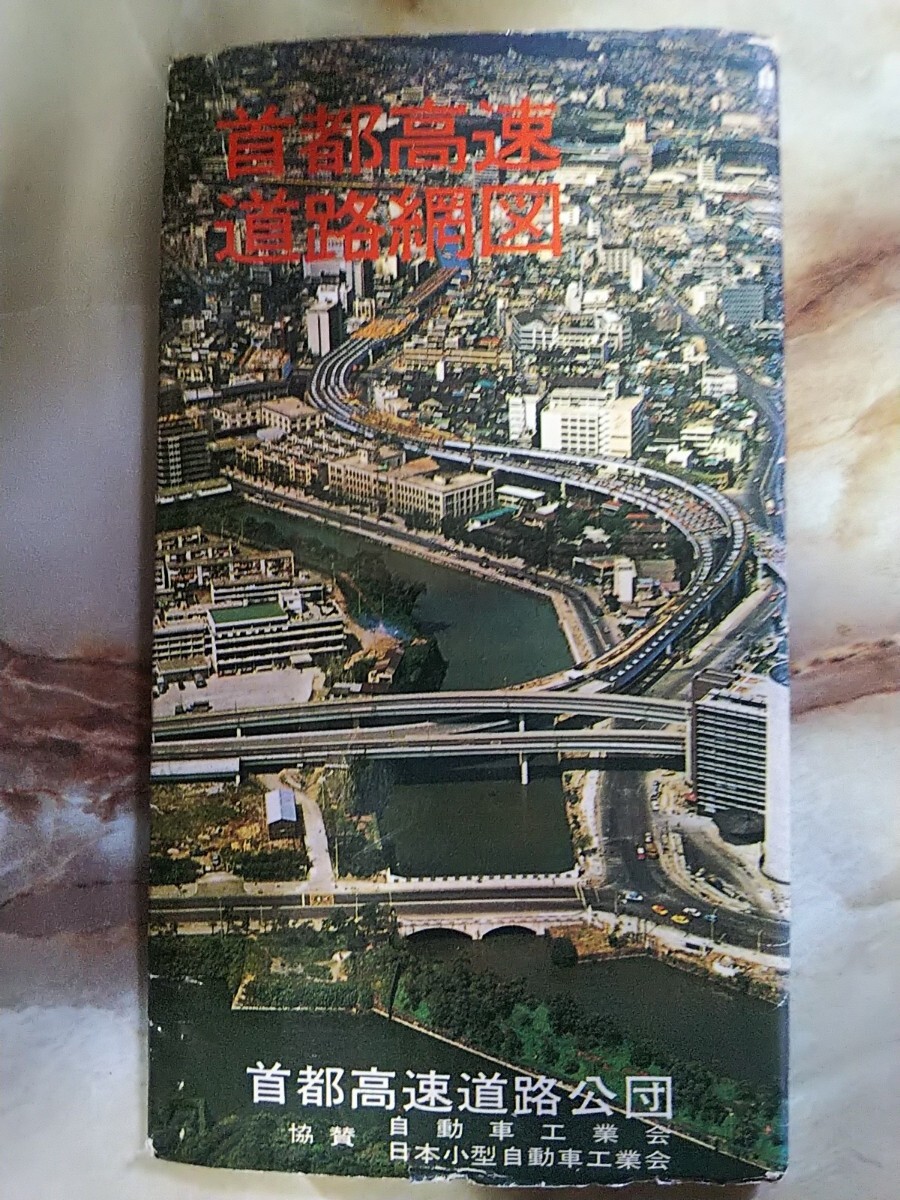 首都高速
道路網図
首都高速道路公団
協賛 自動車工業会
日本小型自動車工業会